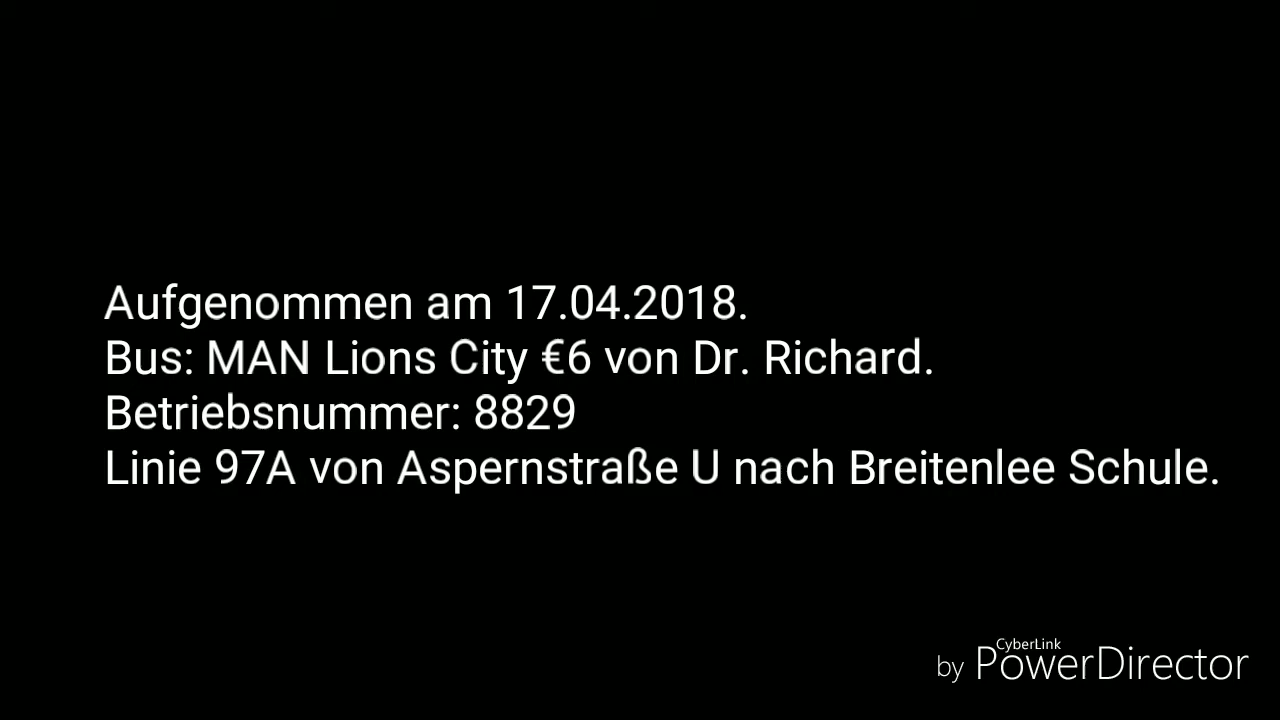 Aufgenommen am 17.04.2018.
Bus: MAN Lions City €6 von Dr. Richard.
Betriebsnummer: 8829
Linie 97A von Aspernstraße U nach Breitenlee Schule.
by CyberLink PowerDirector